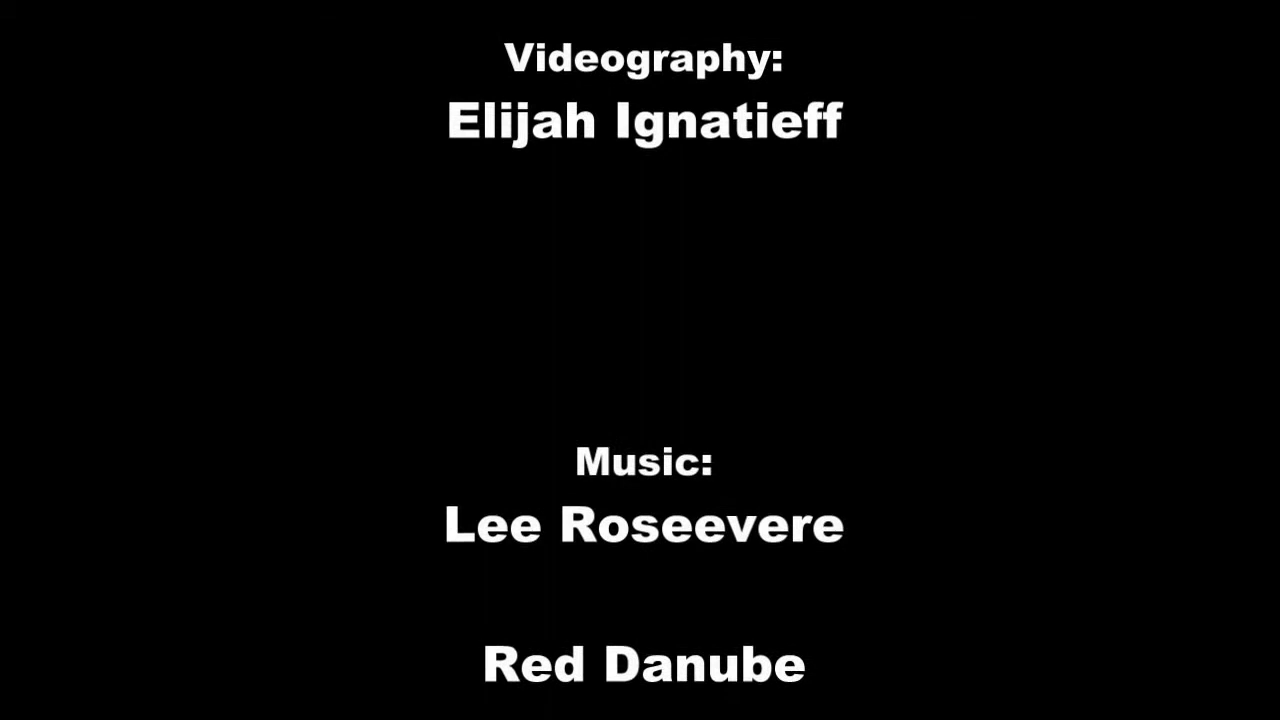 Videography:
Elijah Ignatieff
Music:
Lee Roseevere
Red Danube